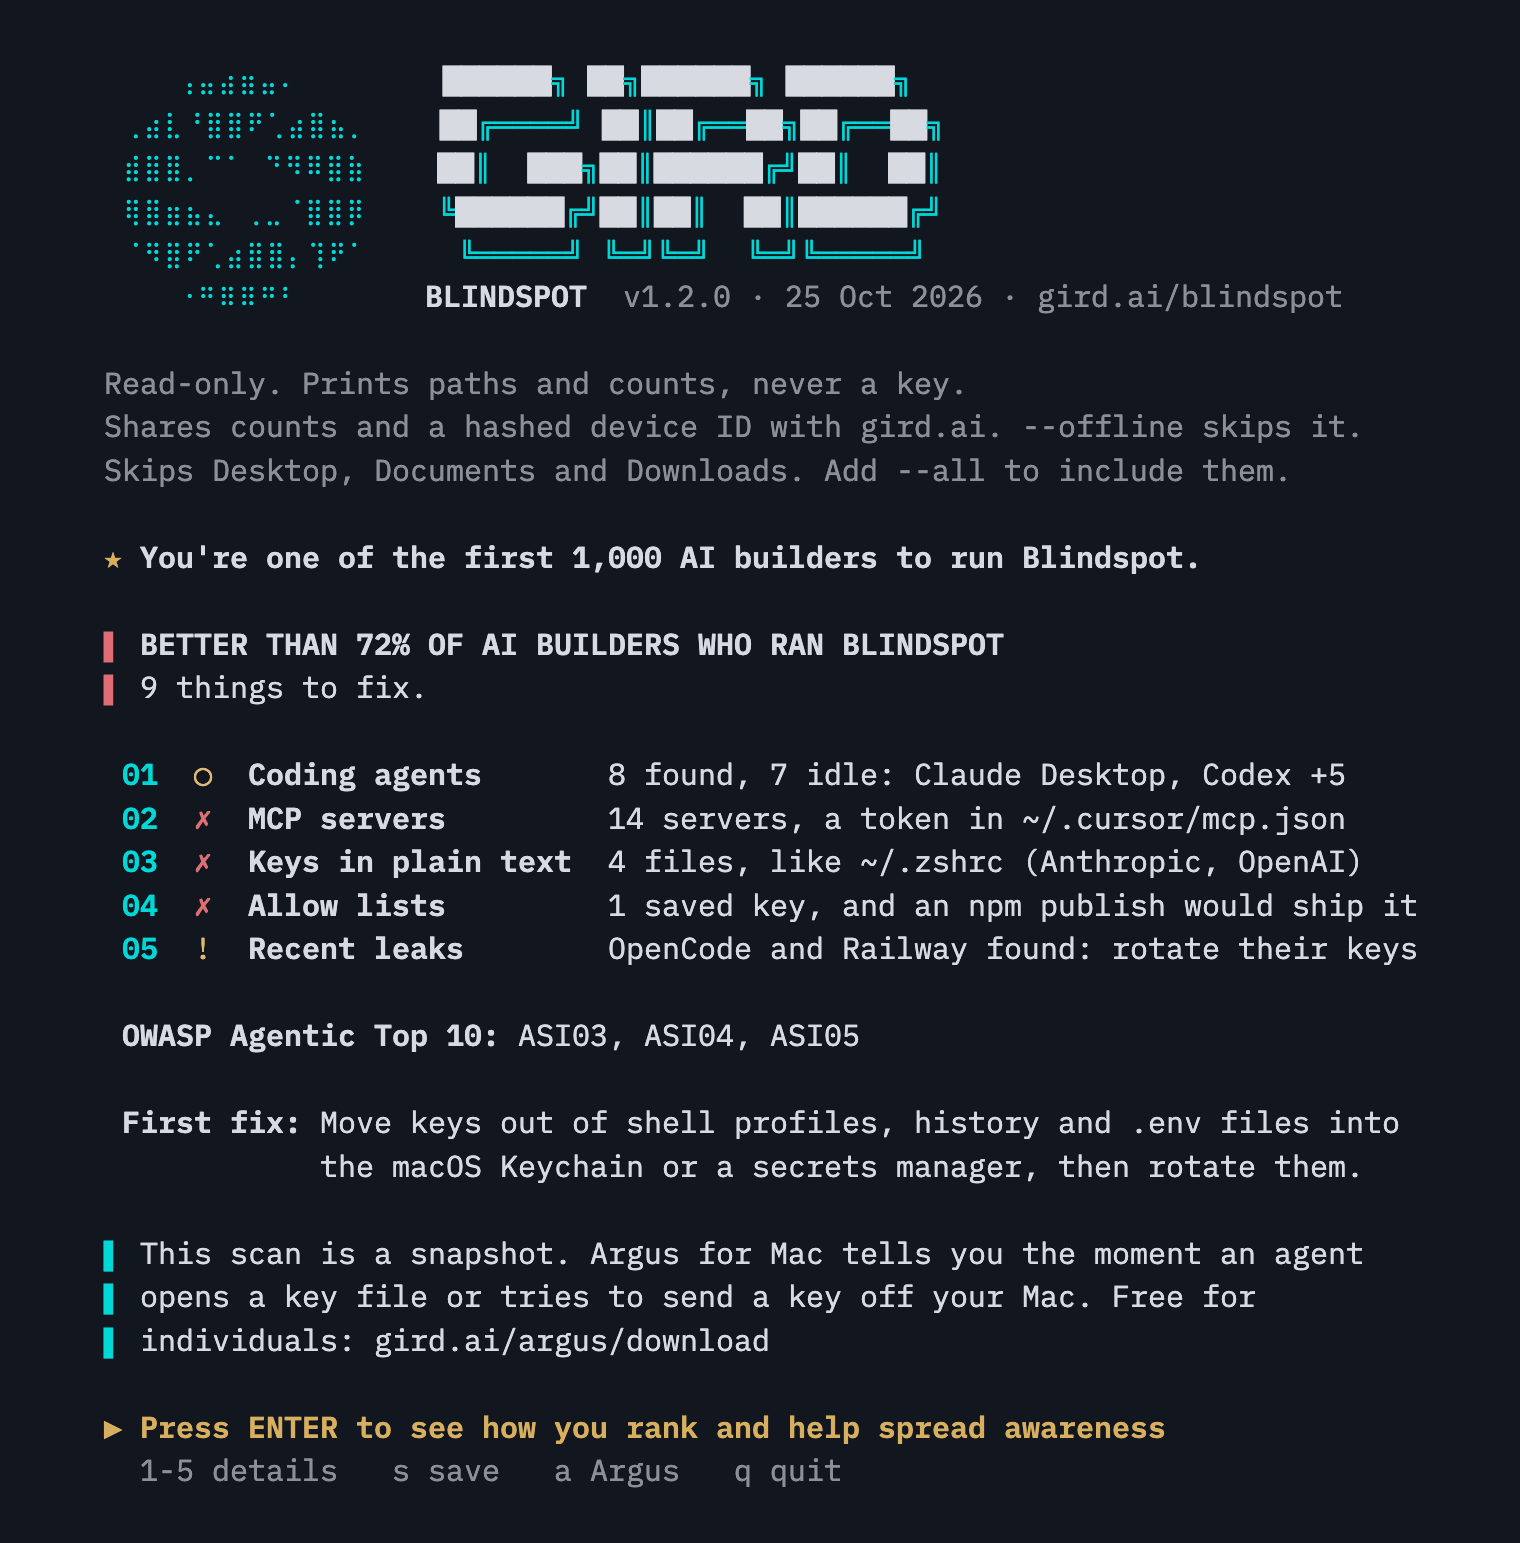 GIRD
BLINDSPOT v1.2.0 · 25 Oct 2026 · gird.ai/blindspot
Read-only. Prints paths and counts, never a key.
Shares counts and a hashed device ID with gird.ai. --offline skips it.
Skips Desktop, Documents and Downloads. Add --all to include them.
★ You're one of the first 1,000 AI builders to run Blindspot.
BETTER THAN 72% OF AI BUILDERS WHO RAN BLINDSPOT
9 things to fix.
01 ○ Coding agents 8 found, 7 idle: Claude Desktop, Codex +5
02 ✗ MCP servers 14 servers, a token in ~/.cursor/mcp.json
03 ✗ Keys in plain text 4 files, like ~/.zshrc (Anthropic, OpenAI)
04 ✗ Allow lists 1 saved key, and an npm publish would ship it
05 ! Recent leaks OpenCode and Railway found: rotate their keys
OWASP Agentic Top 10: ASI03, ASI04, ASI05
First fix: Move keys out of shell profiles, history and .env files into
the macOS Keychain or a secrets manager, then rotate them.
This scan is a snapshot. Argus for Mac tells you the moment an agent
opens a key file or tries to send a key off your Mac. Free for
individuals: gird.ai/argus/download
▶ Press ENTER to see how you rank and help spread awareness
1-5 details s save a Argus q quit